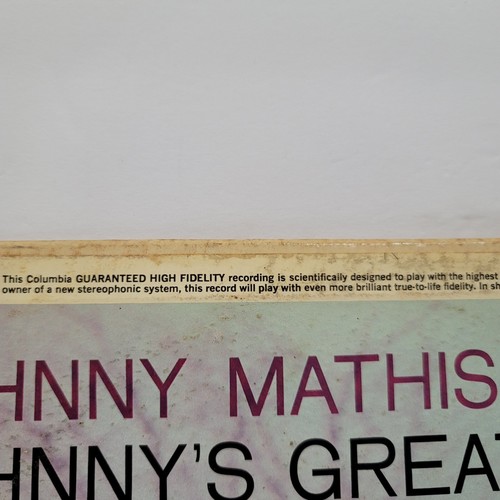 This Columbia GUARANTEED HIGH FIDELITY recording is scientifically designed to play with the highest
owner of a new stereophonic system, this record will play with even more brilliant true-to-life fidelity. In sh
HNNY MATHIS
HNNY'S GREAT